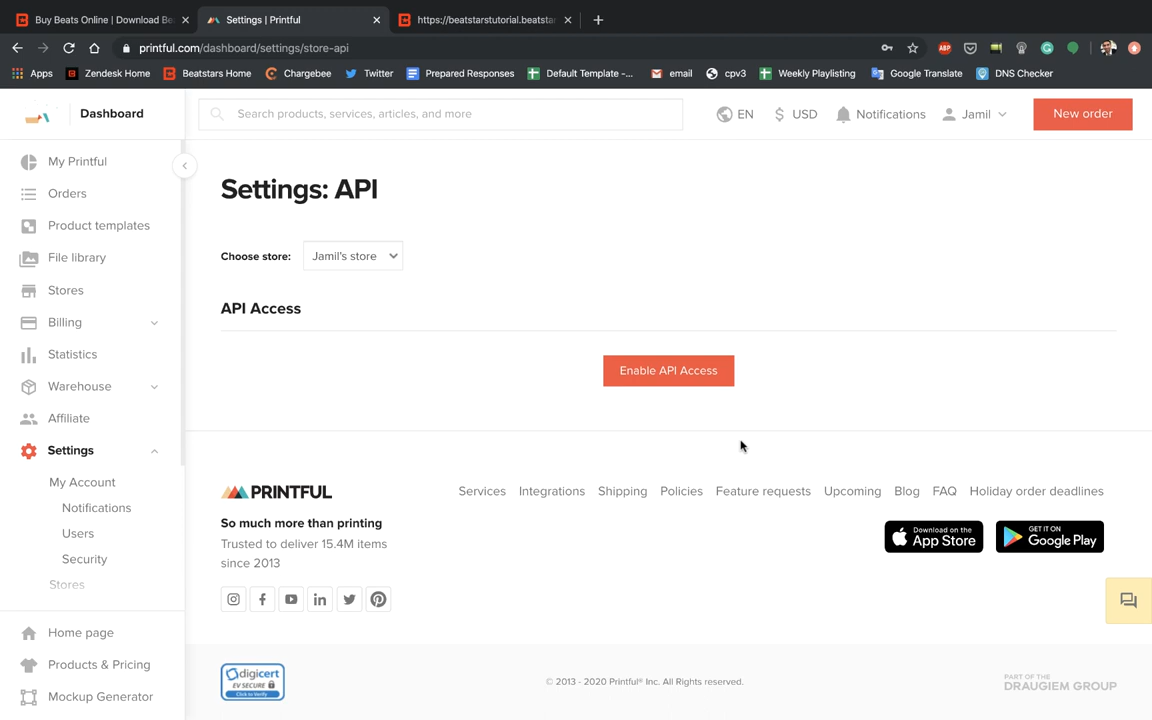 Buy Beats Online | Download Be
Settings | Printful
https://beatstarstutorial.beatstar
printful.com/dashboard/settings/store-api
ABP
Apps
Zendesk Home
Beatstars Home
Chargebee
Twitter
Prepared Responses
Default Template -...
email
cpv3
Weekly Playlisting
Google Translate
DNS Checker
Dashboard
Search products, services, articles, and more
EN
$ USD
Notifications
Jamil
New order
My Printful
Orders
Product templates
File library
Stores
Billing
Statistics
Warehouse
Affiliate
Settings
My Account
Notifications
Users
Security
Stores
Home page
Products & Pricing
Mockup Generator
Settings: API
Choose store:
Jamil's store
API Access
Enable API Access
PRINTFUL
So much more than printing
Trusted to deliver 15.4M items
since 2013
Services
Integrations
Shipping
Policies
Feature requests
Upcoming
Blog
FAQ
Holiday order deadlines
Download on the
App Store
GET IT ON
Google Play
digicert
EV SECURE
Click to Verify
© 2013 - 2020 Printful® Inc. All Rights reserved.
PART OF THE
DRAUGIEM GROUP